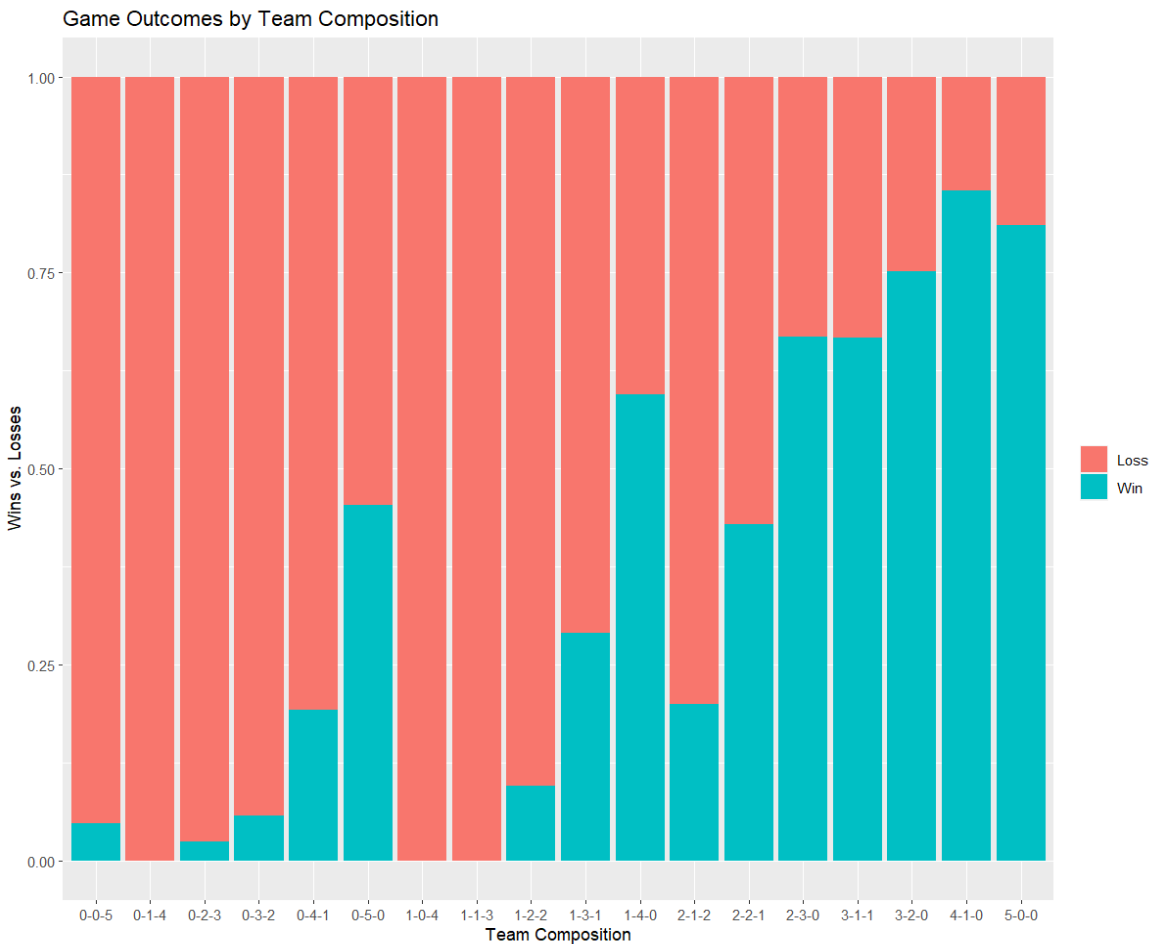 Game Outcomes by Team Composition
Wins vs. Losses
1.00
0.75
0.50
0.25
0.00
0-0-5 0-1-4 0-2-3 0-3-2 0-4-1 0-5-0 1-0-4 1-1-3 1-2-2 1-3-1 1-4-0 2-1-2 2-2-1 2-3-0 3-1-1 3-2-0 4-1-0 5-0-0
Team Composition
Loss
Win